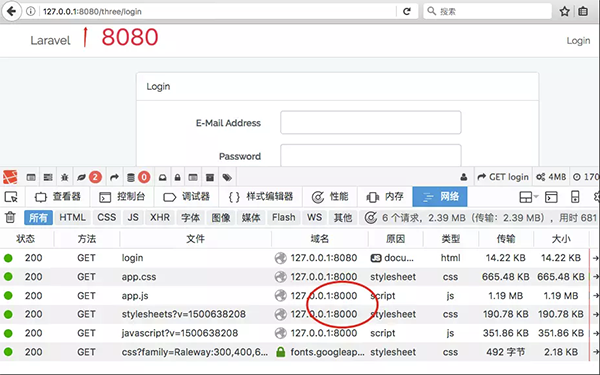 127.0.0.1:8080/three/login
搜索
Laravel
8080
Login
Login
E-Mail Address
Password
2 0 GET login 4MB 170
查看器 控制台 调试器 样式编辑器 性能 内存 网络
所有 HTML CSS JS XHR 字体 图像 媒体 Flash WS 其他 6 个请求，2.39 MB（传输：2.39 MB），用时 681
状态 方法 文件 域名 原因 类型 传输 大小
200 GET login 127.0.0.1:8080 docu... html 14.22 KB 14.22 KB
200 GET app.css 127.0.0.1:8000 stylesheet css 665.48 KB 665.48 KB
200 GET app.js 127.0.0.1:8000 script js 1.19 MB 1.19 MB
200 GET stylesheets?v=1500638208 127.0.0.1:8000 stylesheet css 190.78 KB 190.78 KB
200 GET javascript?v=1500638208 127.0.0.1:8000 script js 351.86 KB 351.86 KB
200 GET css?family=Raleway:300,400,6... fonts.googleap... stylesheet css 492 字节 2.18 KB